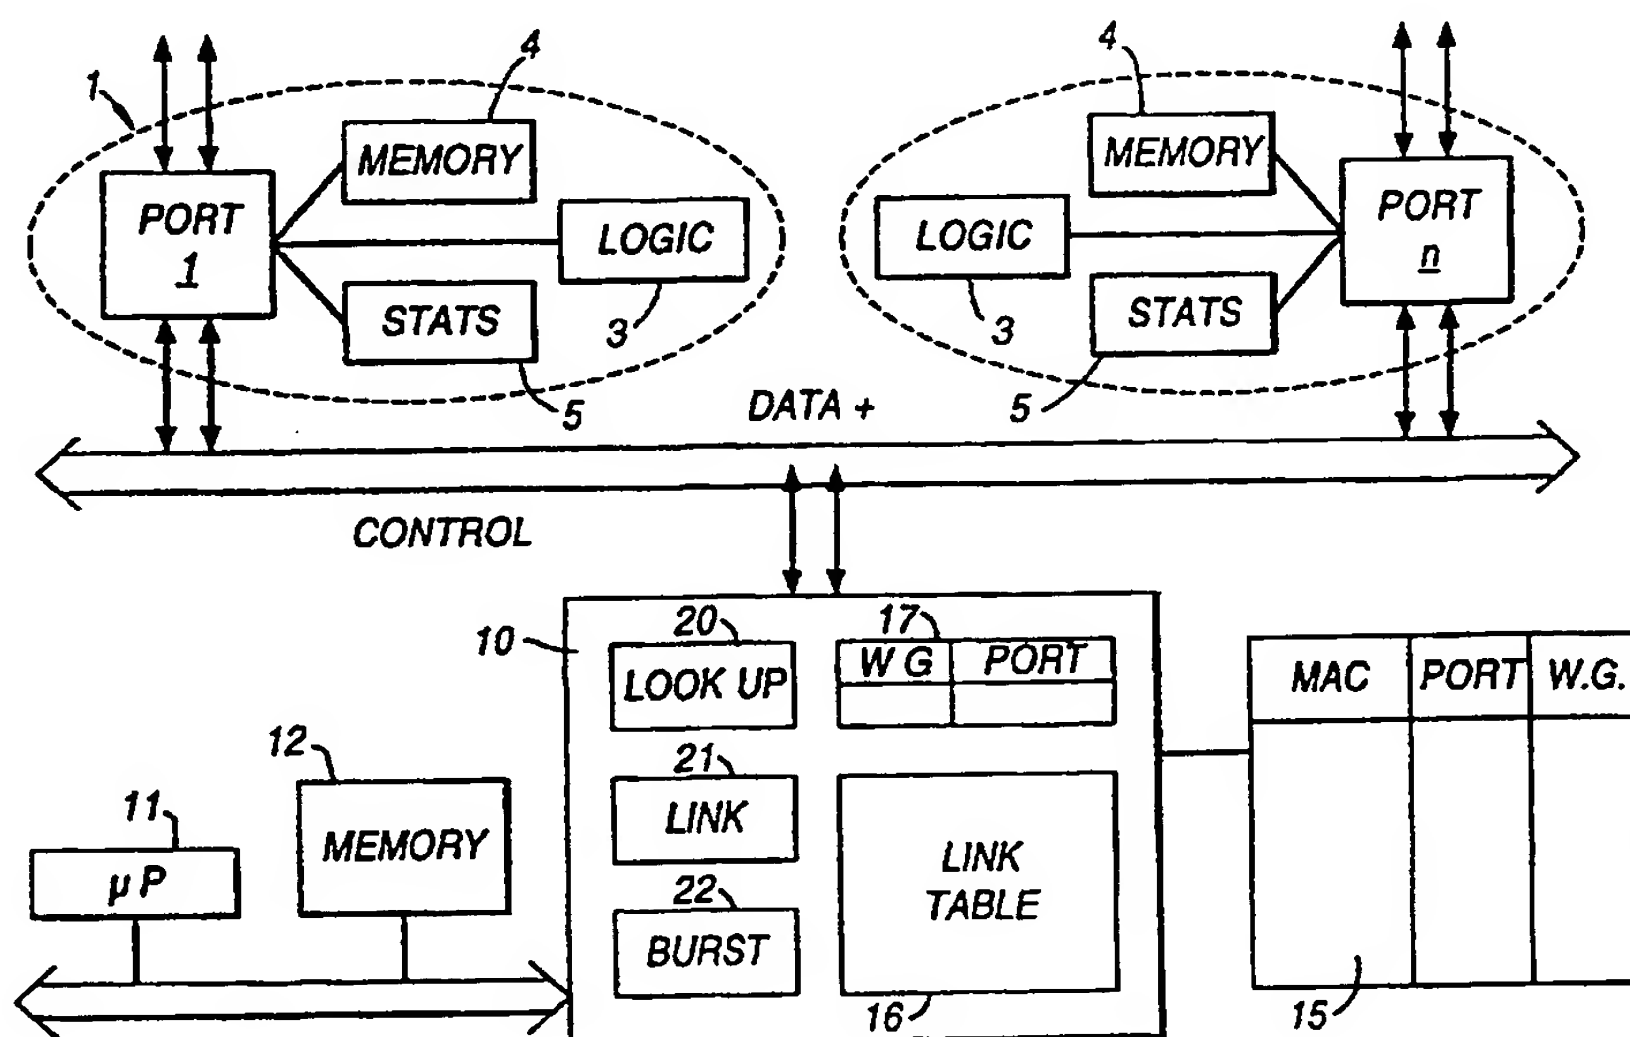 4
4
1
MEMORY
MEMORY
PORT
1
LOGIC
LOGIC
PORT
n
STATS
3
3
STATS
5
DATA +
5
CONTROL
10
20
17
LOOK UP
W G PORT
MAC PORT W.G.
12
21
11
MEMORY
LINK
LINK
TABLE
μ P
22
BURST
16
15